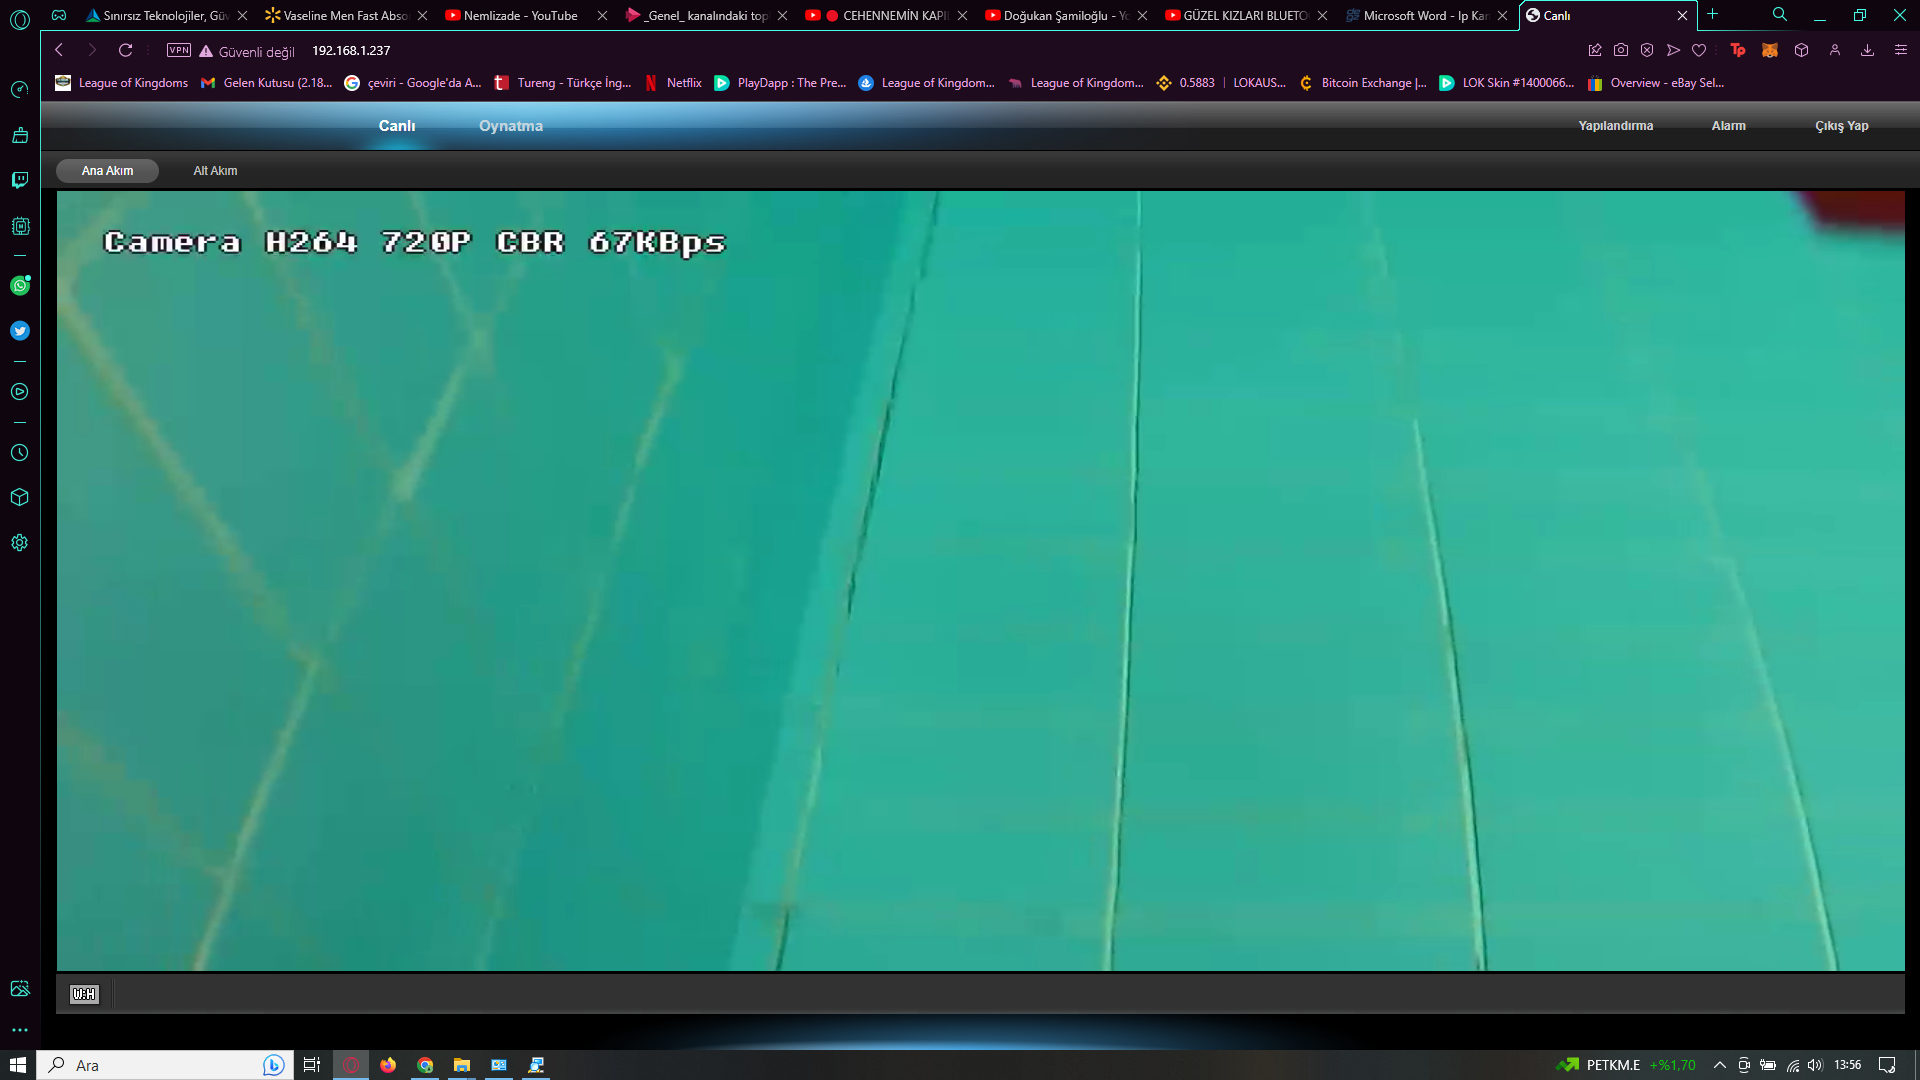 Sınırsız Teknolojiler, Güv
Vaseline Men Fast Abso
Nemlizade - YouTube
_Genel_ kanalındaki top
CEHENNEMİN KAPI
Doğukan Şamiloğlu - Yo
GÜZEL KIZLARI BLUETO
Microsoft Word - Ip Kam
Canlı
VPN
Güvenli değil
192.168.1.237
League of Kingdoms
Gelen Kutusu (2.18...
çeviri - Google'da A...
Tureng - Türkçe İng...
Netflix
PlayDapp : The Pre...
League of Kingdom...
League of Kingdom...
0.5883 | LOKAUS...
Bitcoin Exchange |...
LOK Skin #1400066...
Overview - eBay Sel...
Canlı
Oynatma
Yapılandırma
Alarm
Çıkış Yap
Ana Akım
Alt Akım
Camera H264 720P CBR 67KBps
W:H
Ara
PETKM.E +%1,70
13:56